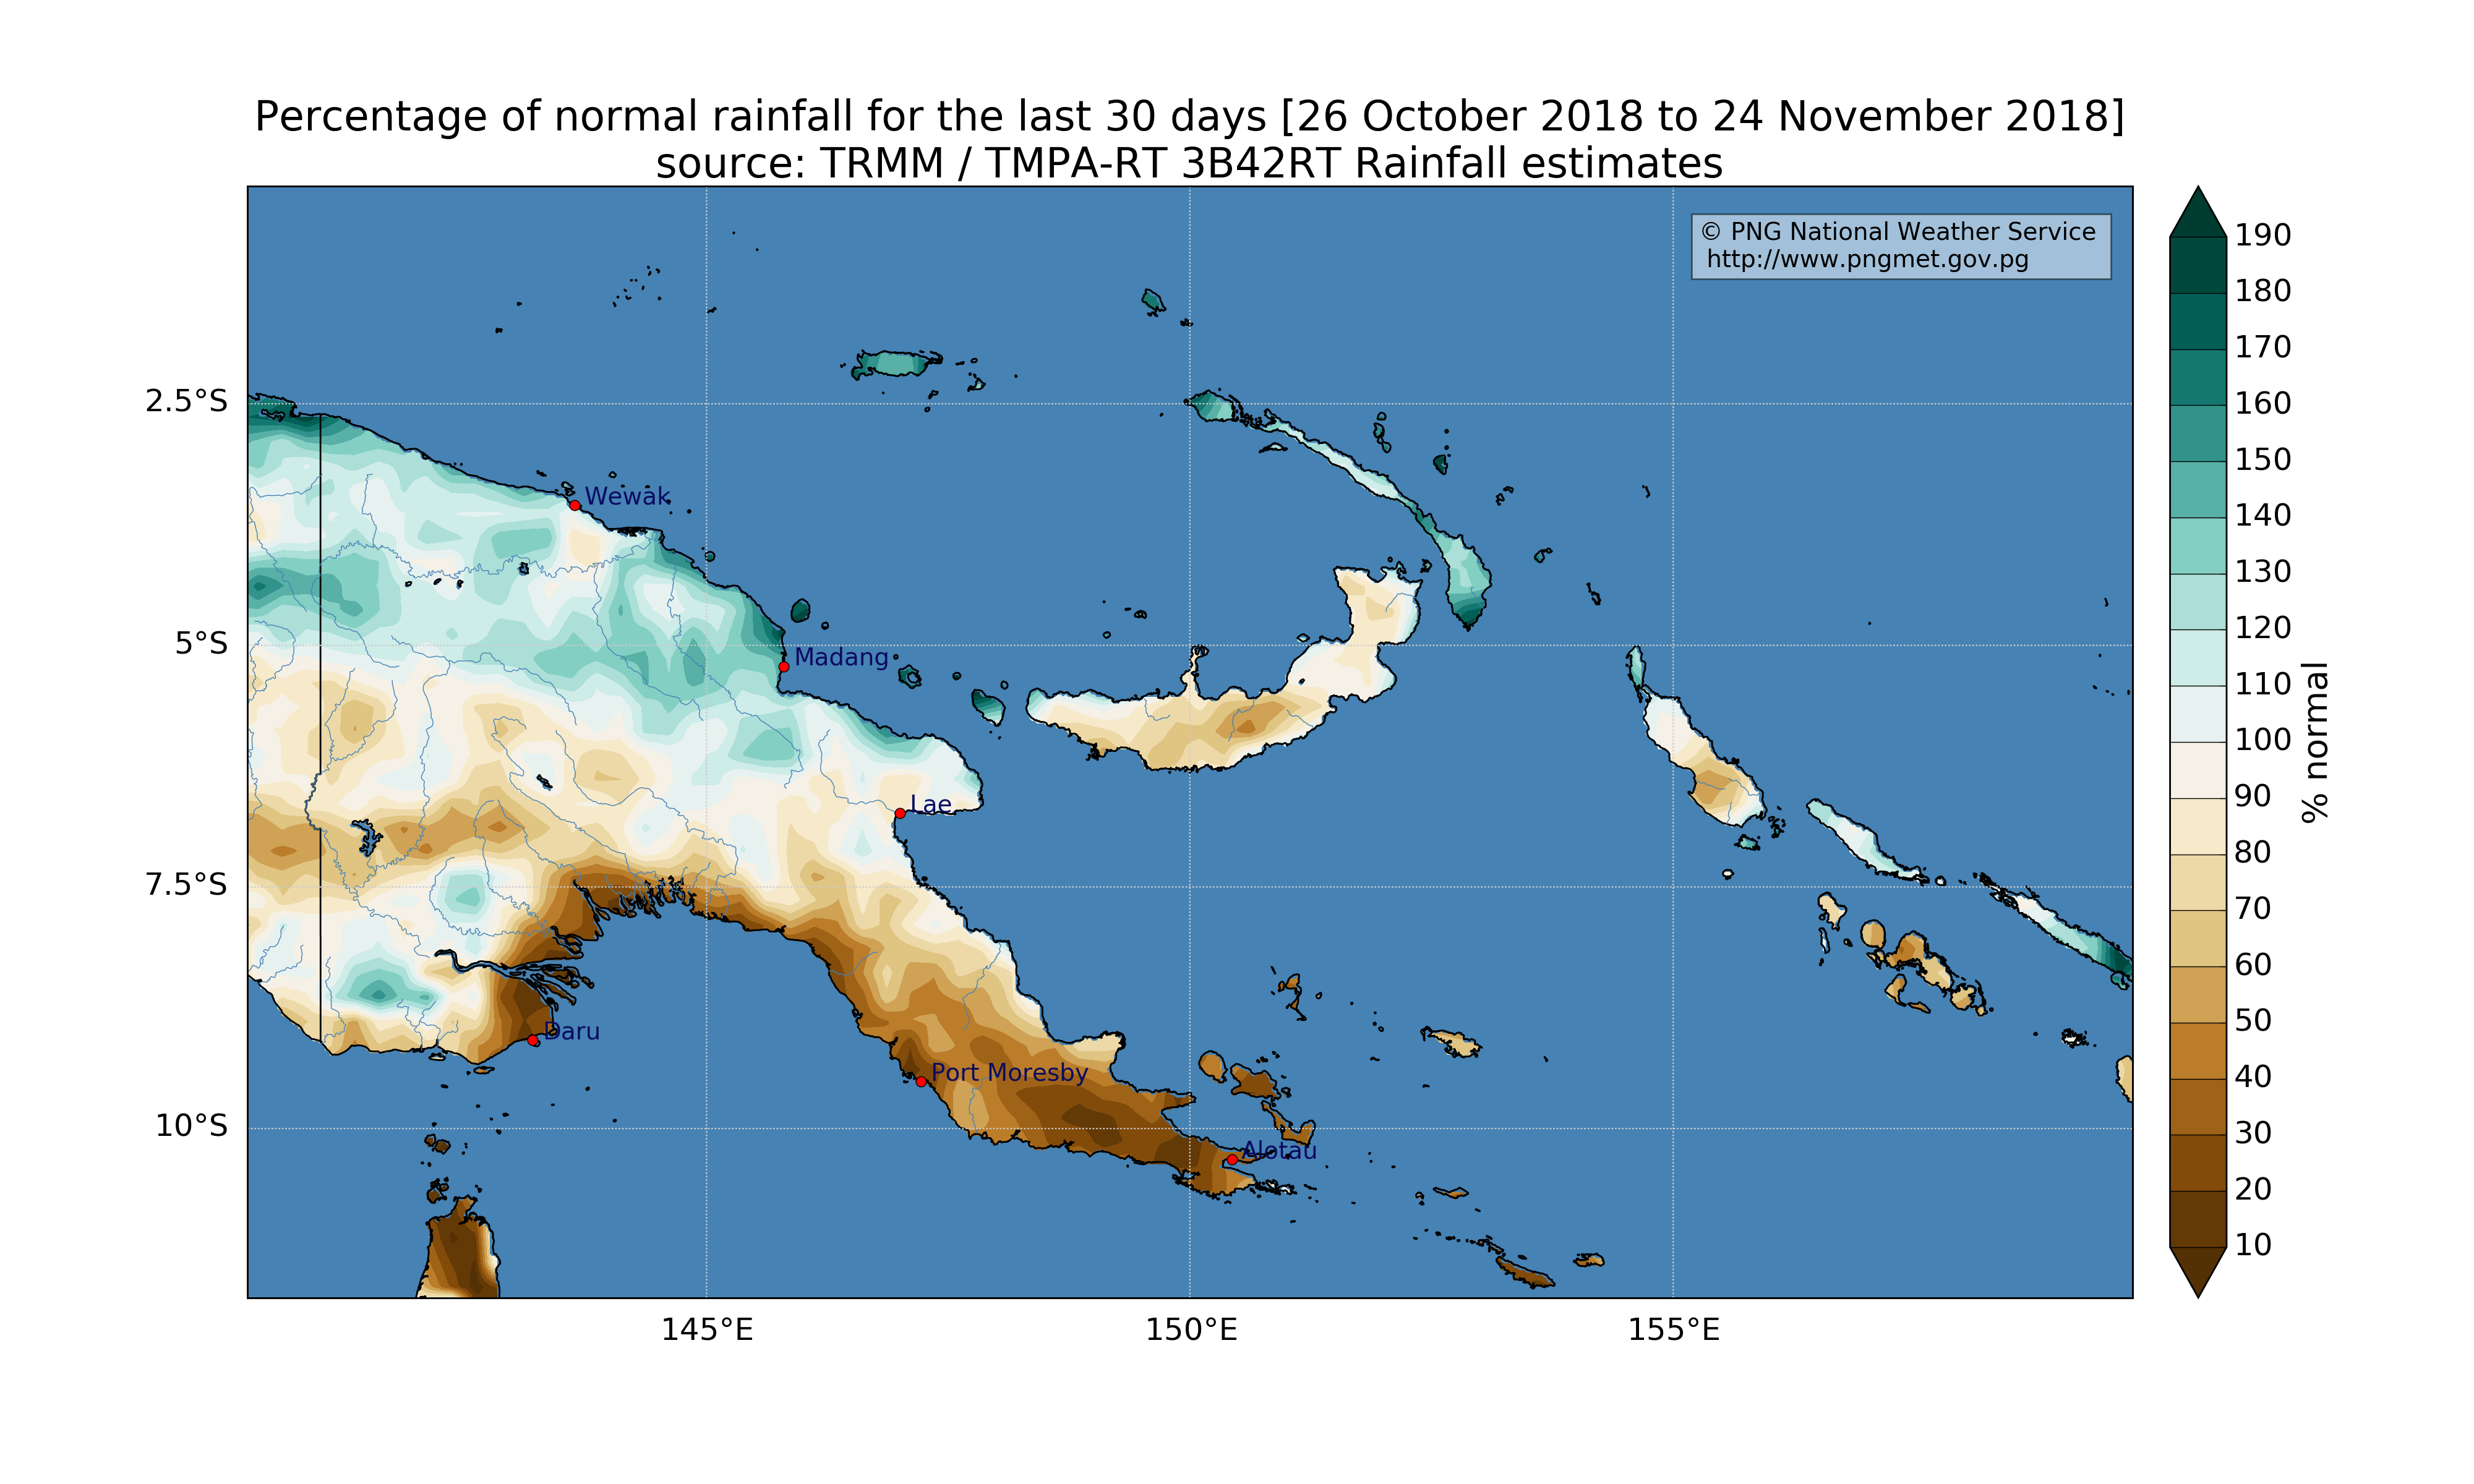 Percentage of normal rainfall for the last 30 days [26 October 2018 to 24 November 2018]
source: TRMM / TMPA-RT 3B42RT Rainfall estimates
© PNG National Weather Service
http://www.pngmet.gov.pg
2.5°S
5°S
7.5°S
10°S
Wewak
Madang
Lae
Daru
Port Moresby
Alotau
145°E
150°E
155°E
190
180
170
160
150
140
130
120
110
100
90
80
70
60
50
40
30
20
10
% normal